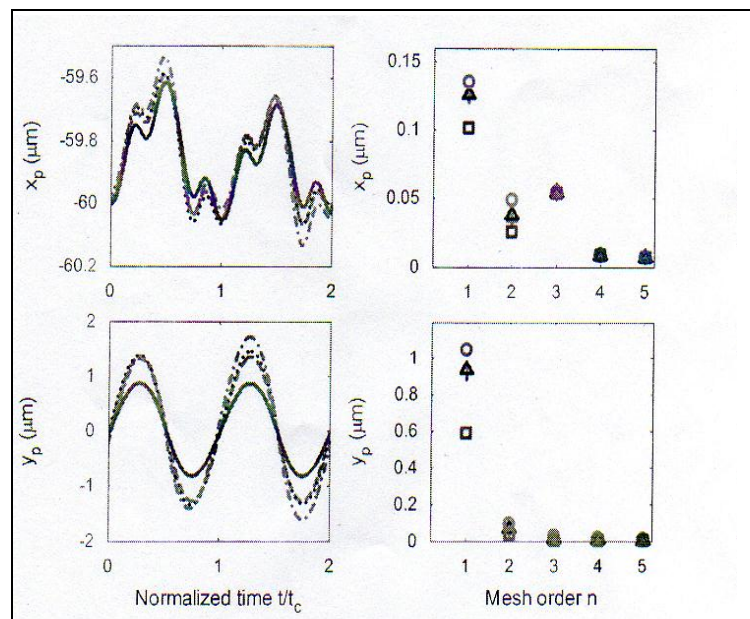 -59.6
-59.8
-60
-60.2
x_p (μm)
0 1 2
0.15
0.1
0.05
0
x_p (μm)
1 2 3 4 5
2
1
0
-1
-2
y_p (μm)
0 1 2
Normalized time t/t_c
1
0.8
0.6
0.4
0.2
0
y_p (μm)
1 2 3 4 5
Mesh order n